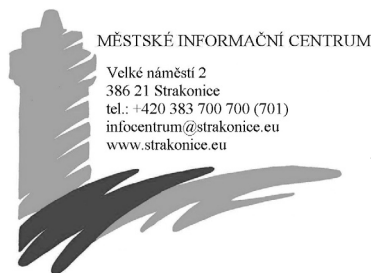 MĚSTSKÉ INFORMAČNÍ CENTRUM
Velké náměstí 2
386 21 Strakonice
tel.: +420 383 700 700 (701)
infocentrum@strakonice.eu
www.strakonice.eu